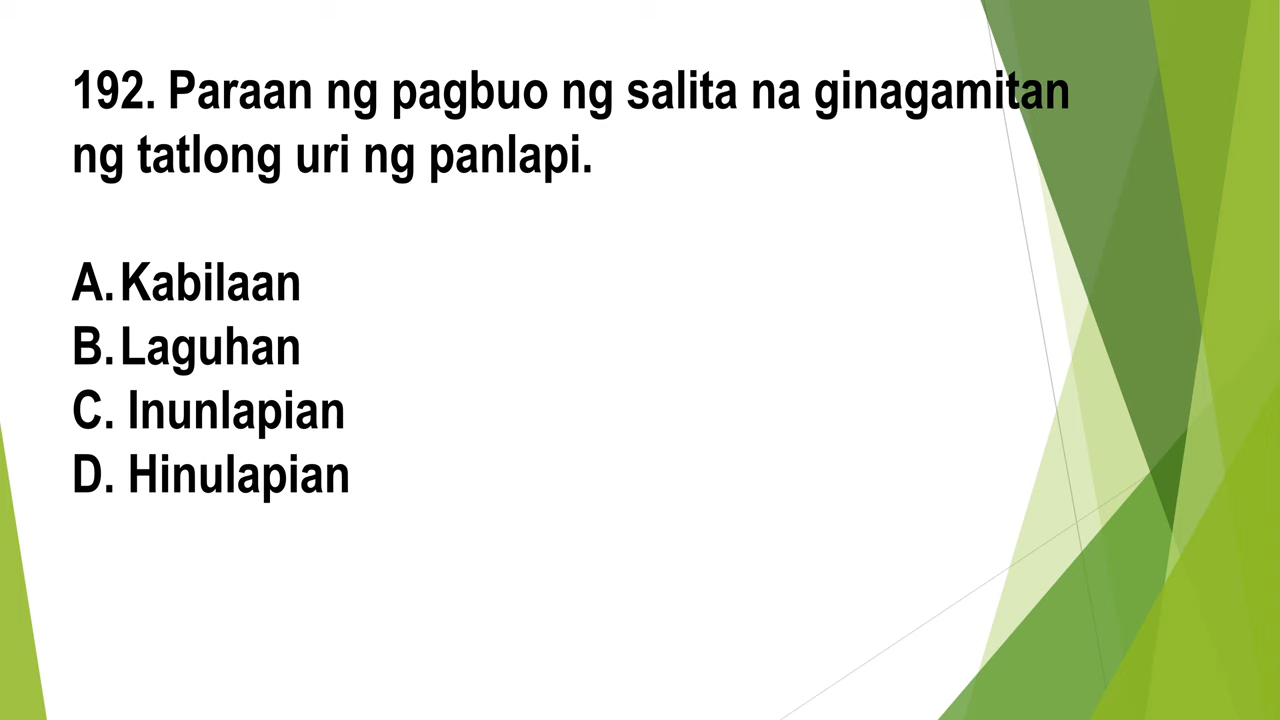 192. Paraan ng pagbuo ng salita na ginagamitan
ng tatlong uri ng panlapi.
A. Kabilaan
B. Laguhan
C. Inunlapian
D. Hinulapian